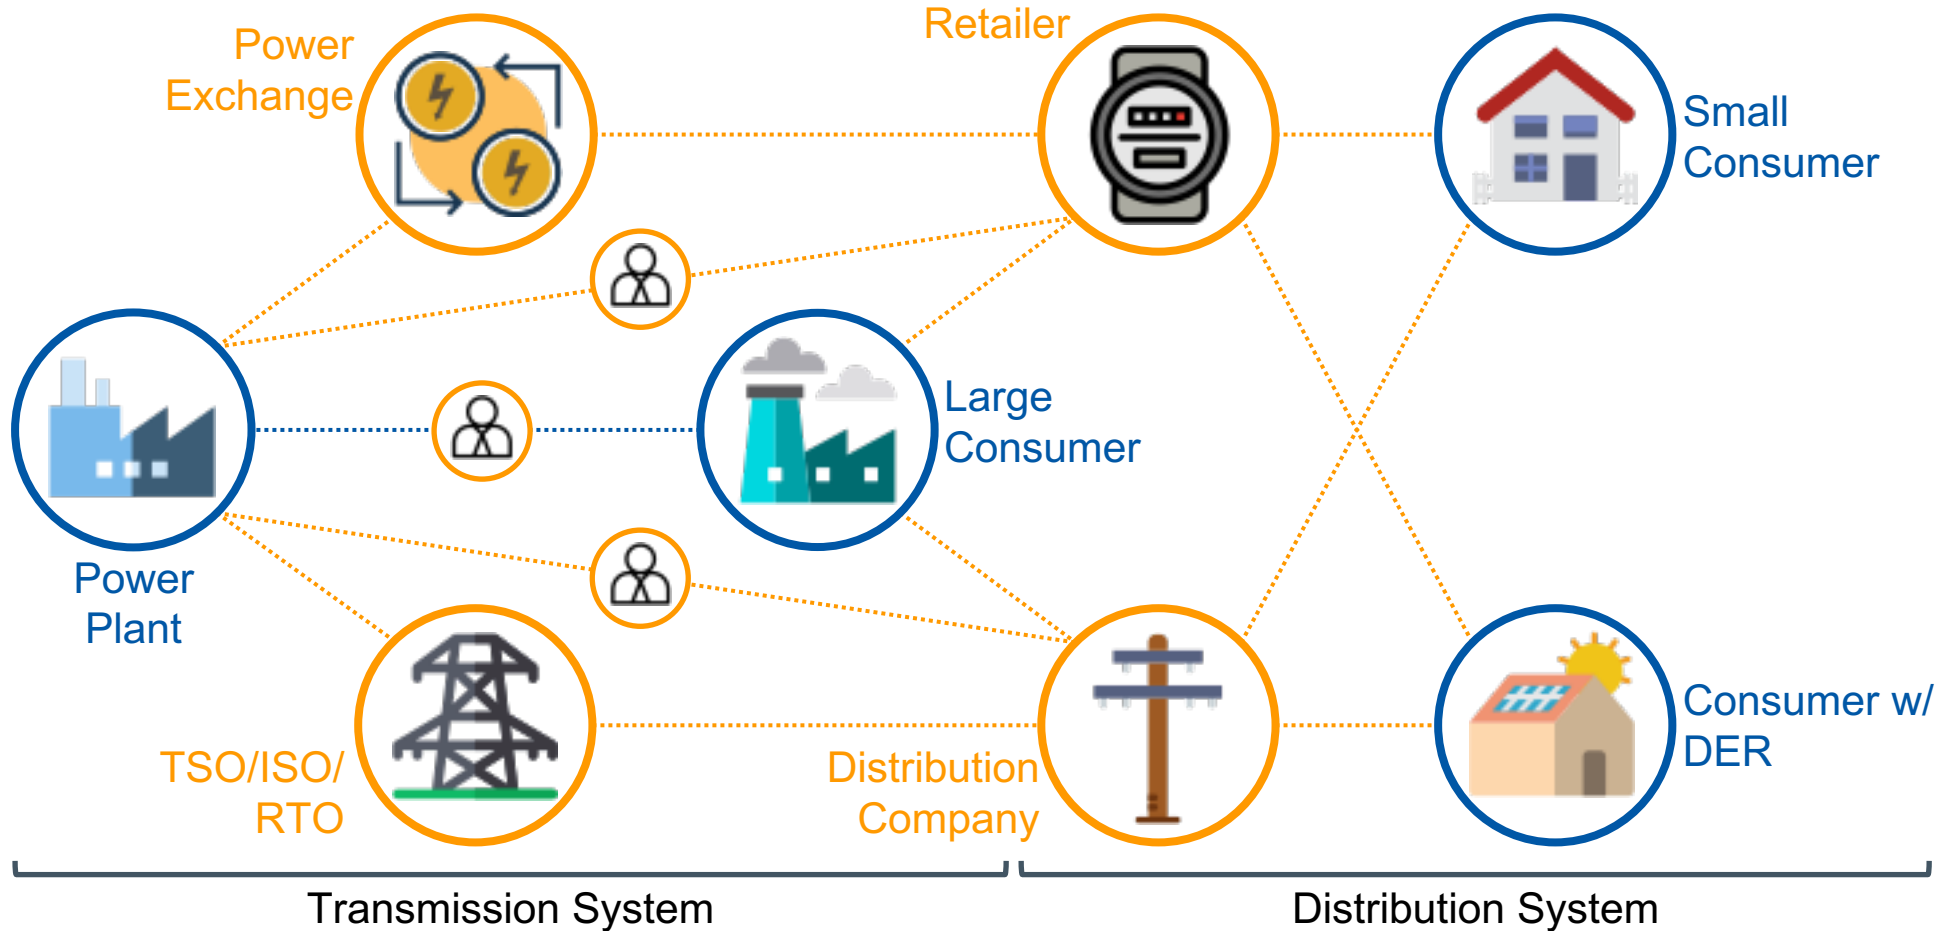 Power
Exchange
Retailer
Small
Consumer
Large
Consumer
Power
Plant
TSO/ISO/
RTO
Distribution
Company
Consumer w/
DER
Transmission System
Distribution System